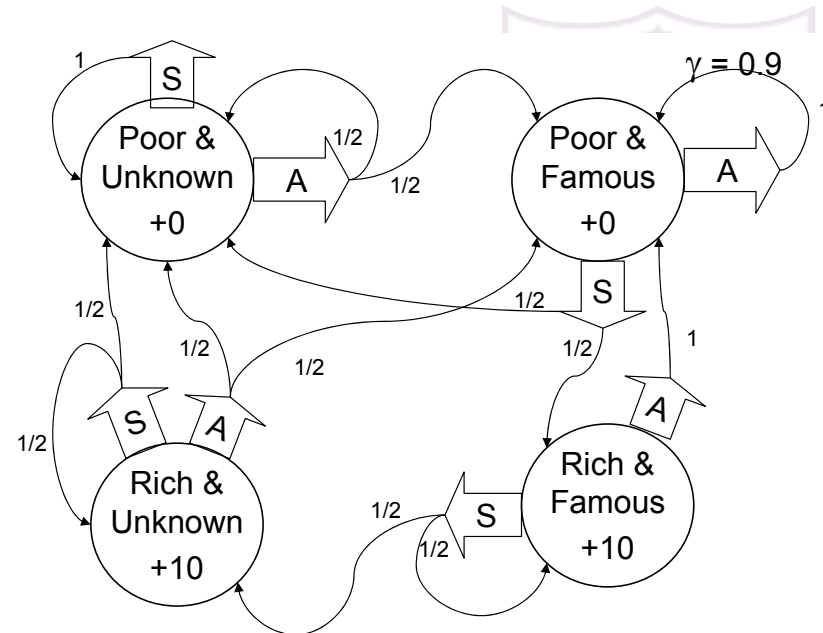 γ = 0.9
1
S
Poor &
Unknown
+0
1/2
A
1/2
Poor &
Famous
+0
A
1
S
1/2
1/2
1/2
1/2
1/2
1
S
A
1/2
Rich &
Unknown
+10
1/2
1/2
S
A
Rich &
Famous
+10